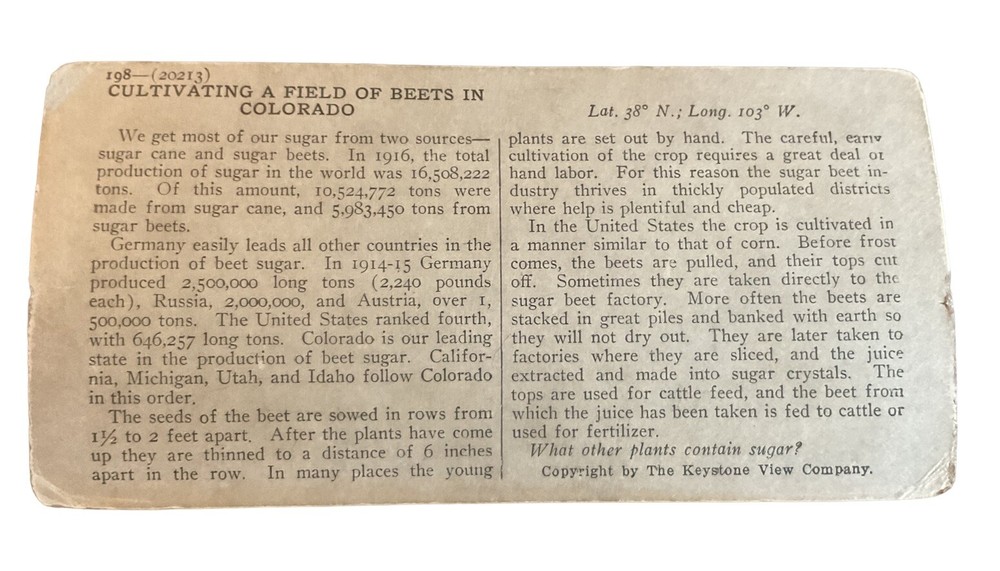 198—(20213)
CULTIVATING A FIELD OF BEETS IN
COLORADO
We get most of our sugar from two sources—
sugar cane and sugar beets. In 1916, the total
production of sugar in the world was 16,508,222
tons. Of this amount, 10,524,772 tons were
made from sugar cane, and 5,983,450 tons from
sugar beets.
Germany easily leads all other countries in the
production of beet sugar. In 1914-15 Germany
produced 2,500,000 long tons (2,240 pounds
each), Russia, 2,000,000, and Austria, over 1,
500,000 tons. The United States ranked fourth,
with 646,257 long tons. Colorado is our leading
state in the production of beet sugar. Califor-
nia, Michigan, Utah, and Idaho follow Colorado
in this order.
The seeds of the beet are sowed in rows from
1½ to 2 feet apart. After the plants have come
up they are thinned to a distance of 6 inches
apart in the row. In many places the young
Lat. 38° N.; Long. 103° W.
plants are set out by hand. The careful, early
cultivation of the crop requires a great deal of
hand labor. For this reason the sugar beet in-
dustry thrives in thickly populated districts
where help is plentiful and cheap.
In the United States the crop is cultivated in
a manner similar to that of corn. Before frost
comes, the beets are pulled, and their tops cut
off. Sometimes they are taken directly to the
sugar beet factory. More often the beets are
stacked in great piles and banked with earth so
they will not dry out. They are later taken to
factories where they are sliced, and the juice
extracted and made into sugar crystals. The
tops are used for cattle feed, and the beet from
which the juice has been taken is fed to cattle or
used for fertilizer.
What other plants contain sugar?
Copyright by The Keystone View Company.